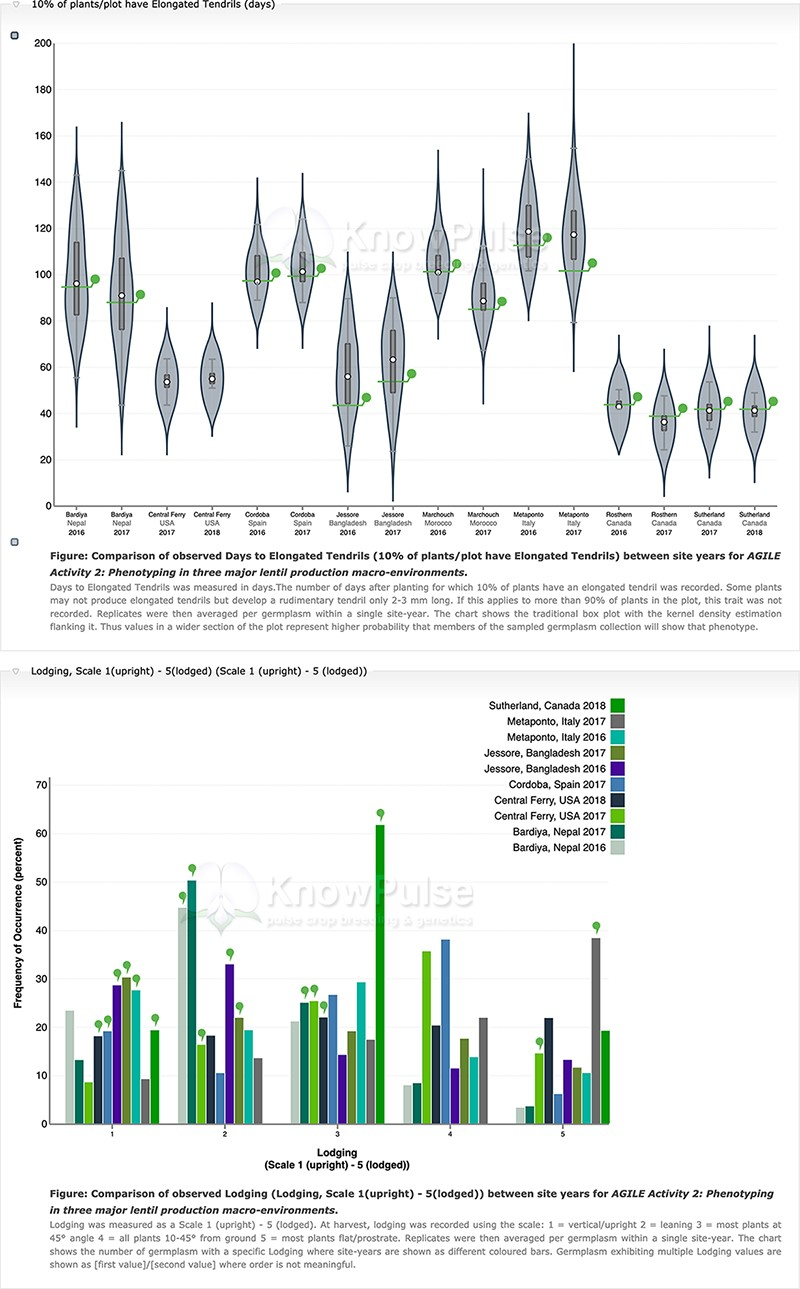 10% of plants/plot have Elongated Tendrils (days)
200
180
160
140
120
100
80
60
40
20
0
KnowPulse
pulse crop breeding & genetics
Bardiya Bardiya Central Ferry Central Ferry Cordoba Cordoba Jessore Jessore Marchouch Marchouch Metaponto Metaponto Rosthern Rosthern Sutherland Sutherland
Nepal Nepal USA USA Spain Spain Bangladesh Bangladesh Morocco Morocco Italy Italy Canada Canada Canada Canada
2016 2017 2017 2018 2016 2017 2016 2017 2016 2017 2016 2017 2016 2017 2017 2018
Figure: Comparison of observed Days to Elongated Tendrils (10% of plants/plot have Elongated Tendrils) between site years for AGILE
Activity 2: Phenotyping in three major lentil production macro-environments.
Days to Elongated Tendrils was measured in days.The number of days after planting for which 10% of plants have an elongated tendril was recorded. Some plants
may not produce elongated tendrils but develop a rudimentary tendril only 2-3 mm long. If this applies to more than 90% of plants in the plot, this trait was not
recorded. Replicates were then averaged per germplasm within a single site-year. The chart shows the traditional box plot with the kernel density estimation
flanking it. Thus values in a wider section of the plot represent higher probability that members of the sampled germplasm collection will show that phenotype.
Lodging, Scale 1(upright) - 5(lodged) (Scale 1 (upright) - 5 (lodged))
Sutherland, Canada 2018
Metaponto, Italy 2017
Metaponto, Italy 2016
Jessore, Bangladesh 2017
Jessore, Bangladesh 2016
Cordoba, Spain 2017
Central Ferry, USA 2018
Central Ferry, USA 2017
Bardiya, Nepal 2017
Bardiya, Nepal 2016
Frequency of Occurrence (percent)
70
60
50
40
30
20
10
0
KnowPulse
pulse crop breeding & genetics
1 2 3 4 5
Lodging
(Scale 1 (upright) - 5 (lodged))
Figure: Comparison of observed Lodging (Lodging, Scale 1(upright) - 5(lodged)) between site years for AGILE Activity 2: Phenotyping
in three major lentil production macro-environments.
Lodging was measured as a Scale 1 (upright) - 5 (lodged). At harvest, lodging was recorded using the scale: 1 = vertical/upright 2 = leaning 3 = most plants at
45° angle 4 = all plants 10-45° from ground 5 = most plants flat/prostrate. Replicates were then averaged per germplasm within a single site-year. The chart
shows the number of germplasm with a specific Lodging where site-years are shown as different coloured bars. Germplasm exhibiting multiple Lodging values are
shown as [first value]/[second value] where order is not meaningful.